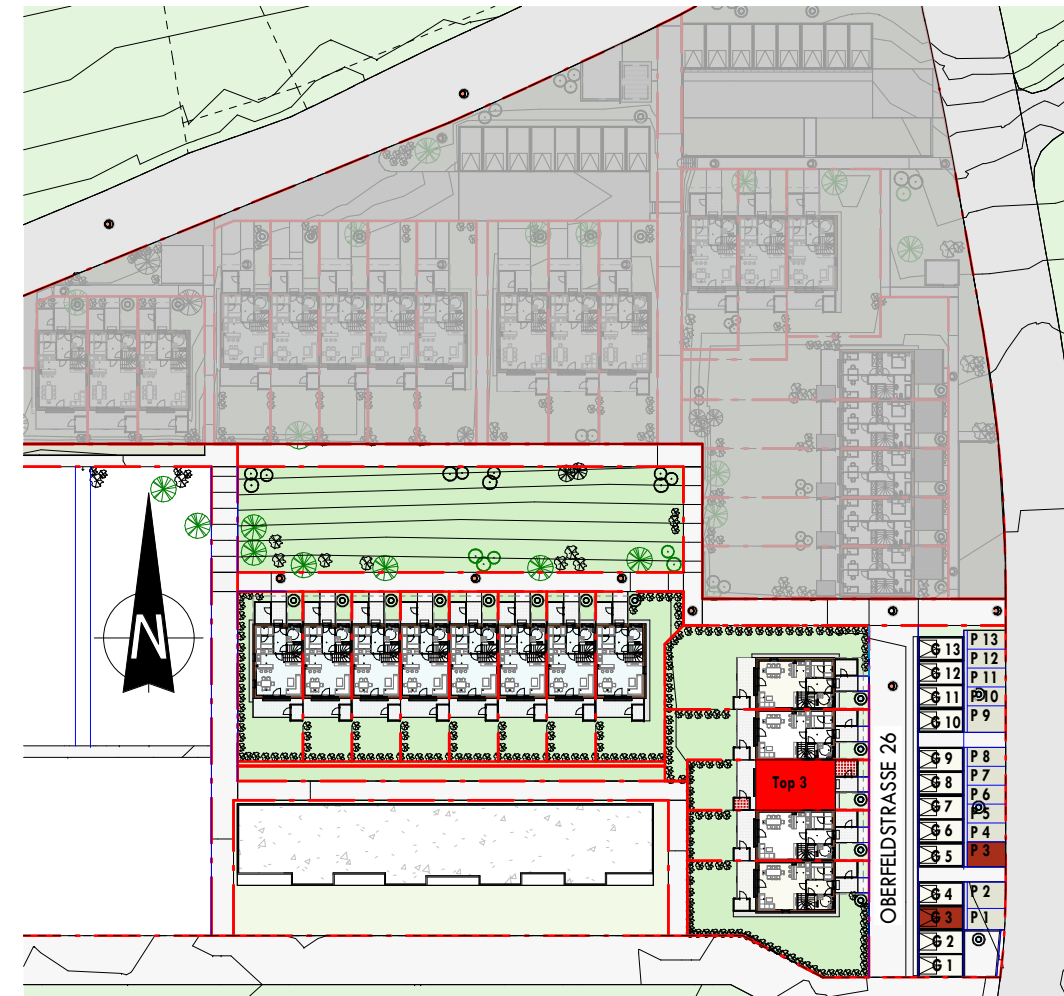 N
Top 3
OBERFELDSTRASSE 26
G 13
G 12
G 11
G 10
G 9
G 8
G 7
G 6
G 5
G 4
G 3
G 2
G 1
P 13
P 12
P 11
P 10
P 9
P 8
P 7
P 6
P 5
P 4
P 3
P 2
P 1